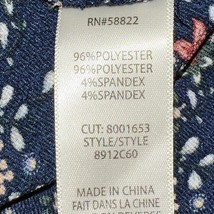 RN#58822
96%POLYESTER
96%POLYESTER
4%SPANDEX
4%SPANDEX
CUT: 8001653
STYLE/STYLE
8912C60
MADE IN CHINA
FAIT DANS LA CHINE
REVERSE